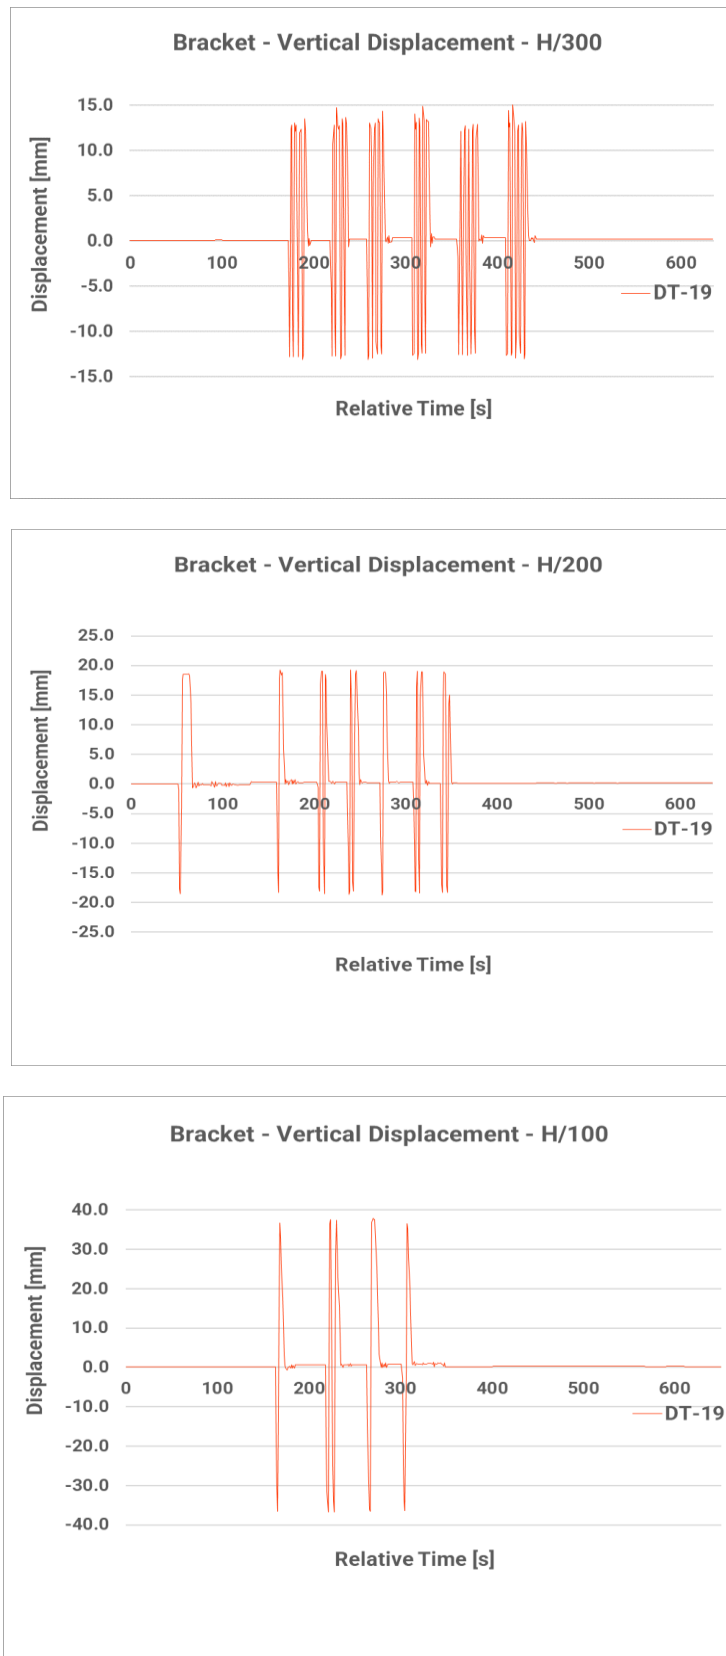 Bracket - Vertical Displacement - H/300
Displacement [mm]
15.0
10.0
5.0
0.0
-5.0
-10.0
-15.0
0 100 200 300 400 500 600
DT-19
Relative Time [s]
Bracket - Vertical Displacement - H/200
Displacement [mm]
25.0
20.0
15.0
10.0
5.0
0.0
-5.0
-10.0
-15.0
-20.0
-25.0
0 100 200 300 400 500 600
DT-19
Relative Time [s]
Bracket - Vertical Displacement - H/100
Displacement [mm]
40.0
30.0
20.0
10.0
0.0
-10.0
-20.0
-30.0
-40.0
0 100 200 300 400 500 600
DT-19
Relative Time [s]